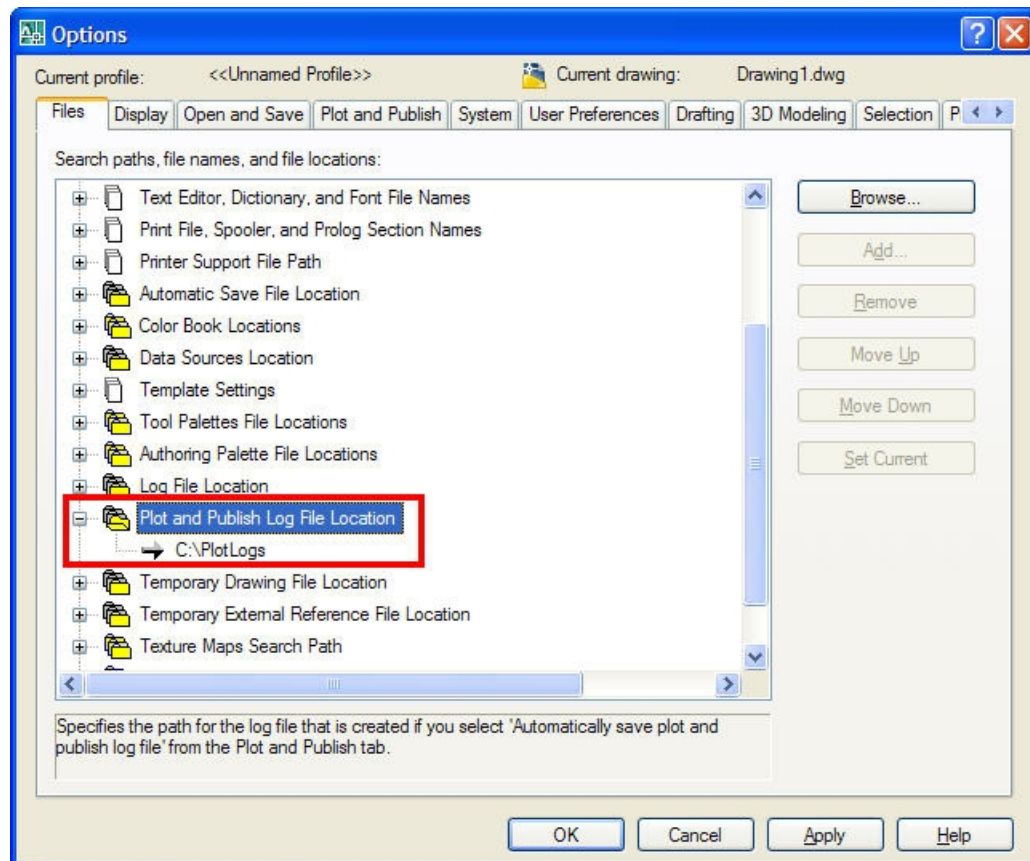 Options
Current profile: <<Unnamed Profile>> Current drawing: Drawing1.dwg
Files Display Open and Save Plot and Publish System User Preferences Drafting 3D Modeling Selection P
Search paths, file names, and file locations:
Text Editor, Dictionary, and Font File Names
Browse...
Print File, Spooler, and Prolog Section Names
Add...
Printer Support File Path
Automatic Save File Location
Remove
Color Book Locations
Data Sources Location
Move Up
Template Settings
Move Down
Tool Palettes File Locations
Authoring Palette File Locations
Set Current
Log File Location
Plot and Publish Log File Location
C:\PlotLogs
Temporary Drawing File Location
Temporary External Reference File Location
Texture Maps Search Path
Specifies the path for the log file that is created if you select 'Automatically save plot and
publish log file' from the Plot and Publish tab.
OK Cancel Apply Help